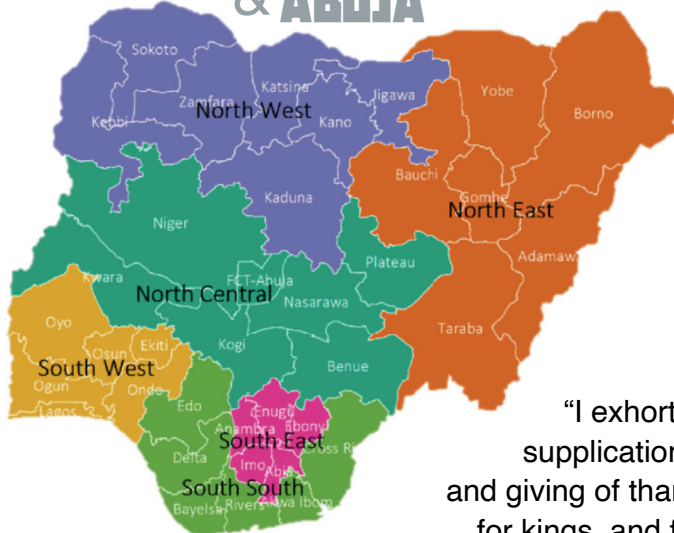 & ABUJA
Sokoto
Katsina
Jigawa
Yobe
Borno
Zamfara
North West
Kebbi
Kano
Bauchi
Gombe
Kaduna
North East
Niger
Adamaw
Plateau
Kwara
FCT-Abuja
North Central
Nasarawa
Oyo
Taraba
Kogi
Ekiti
Osun
South West
Benue
Ogun
Ondo
Edo
Lagos
Enugu
Anambra
Ebony
South East
Cross Ri
Delta
Imo
Abia
South South
Bayelsa
Rivers
Akwa Ibom
“I exhort
supplication
and giving of than
for kings, and f